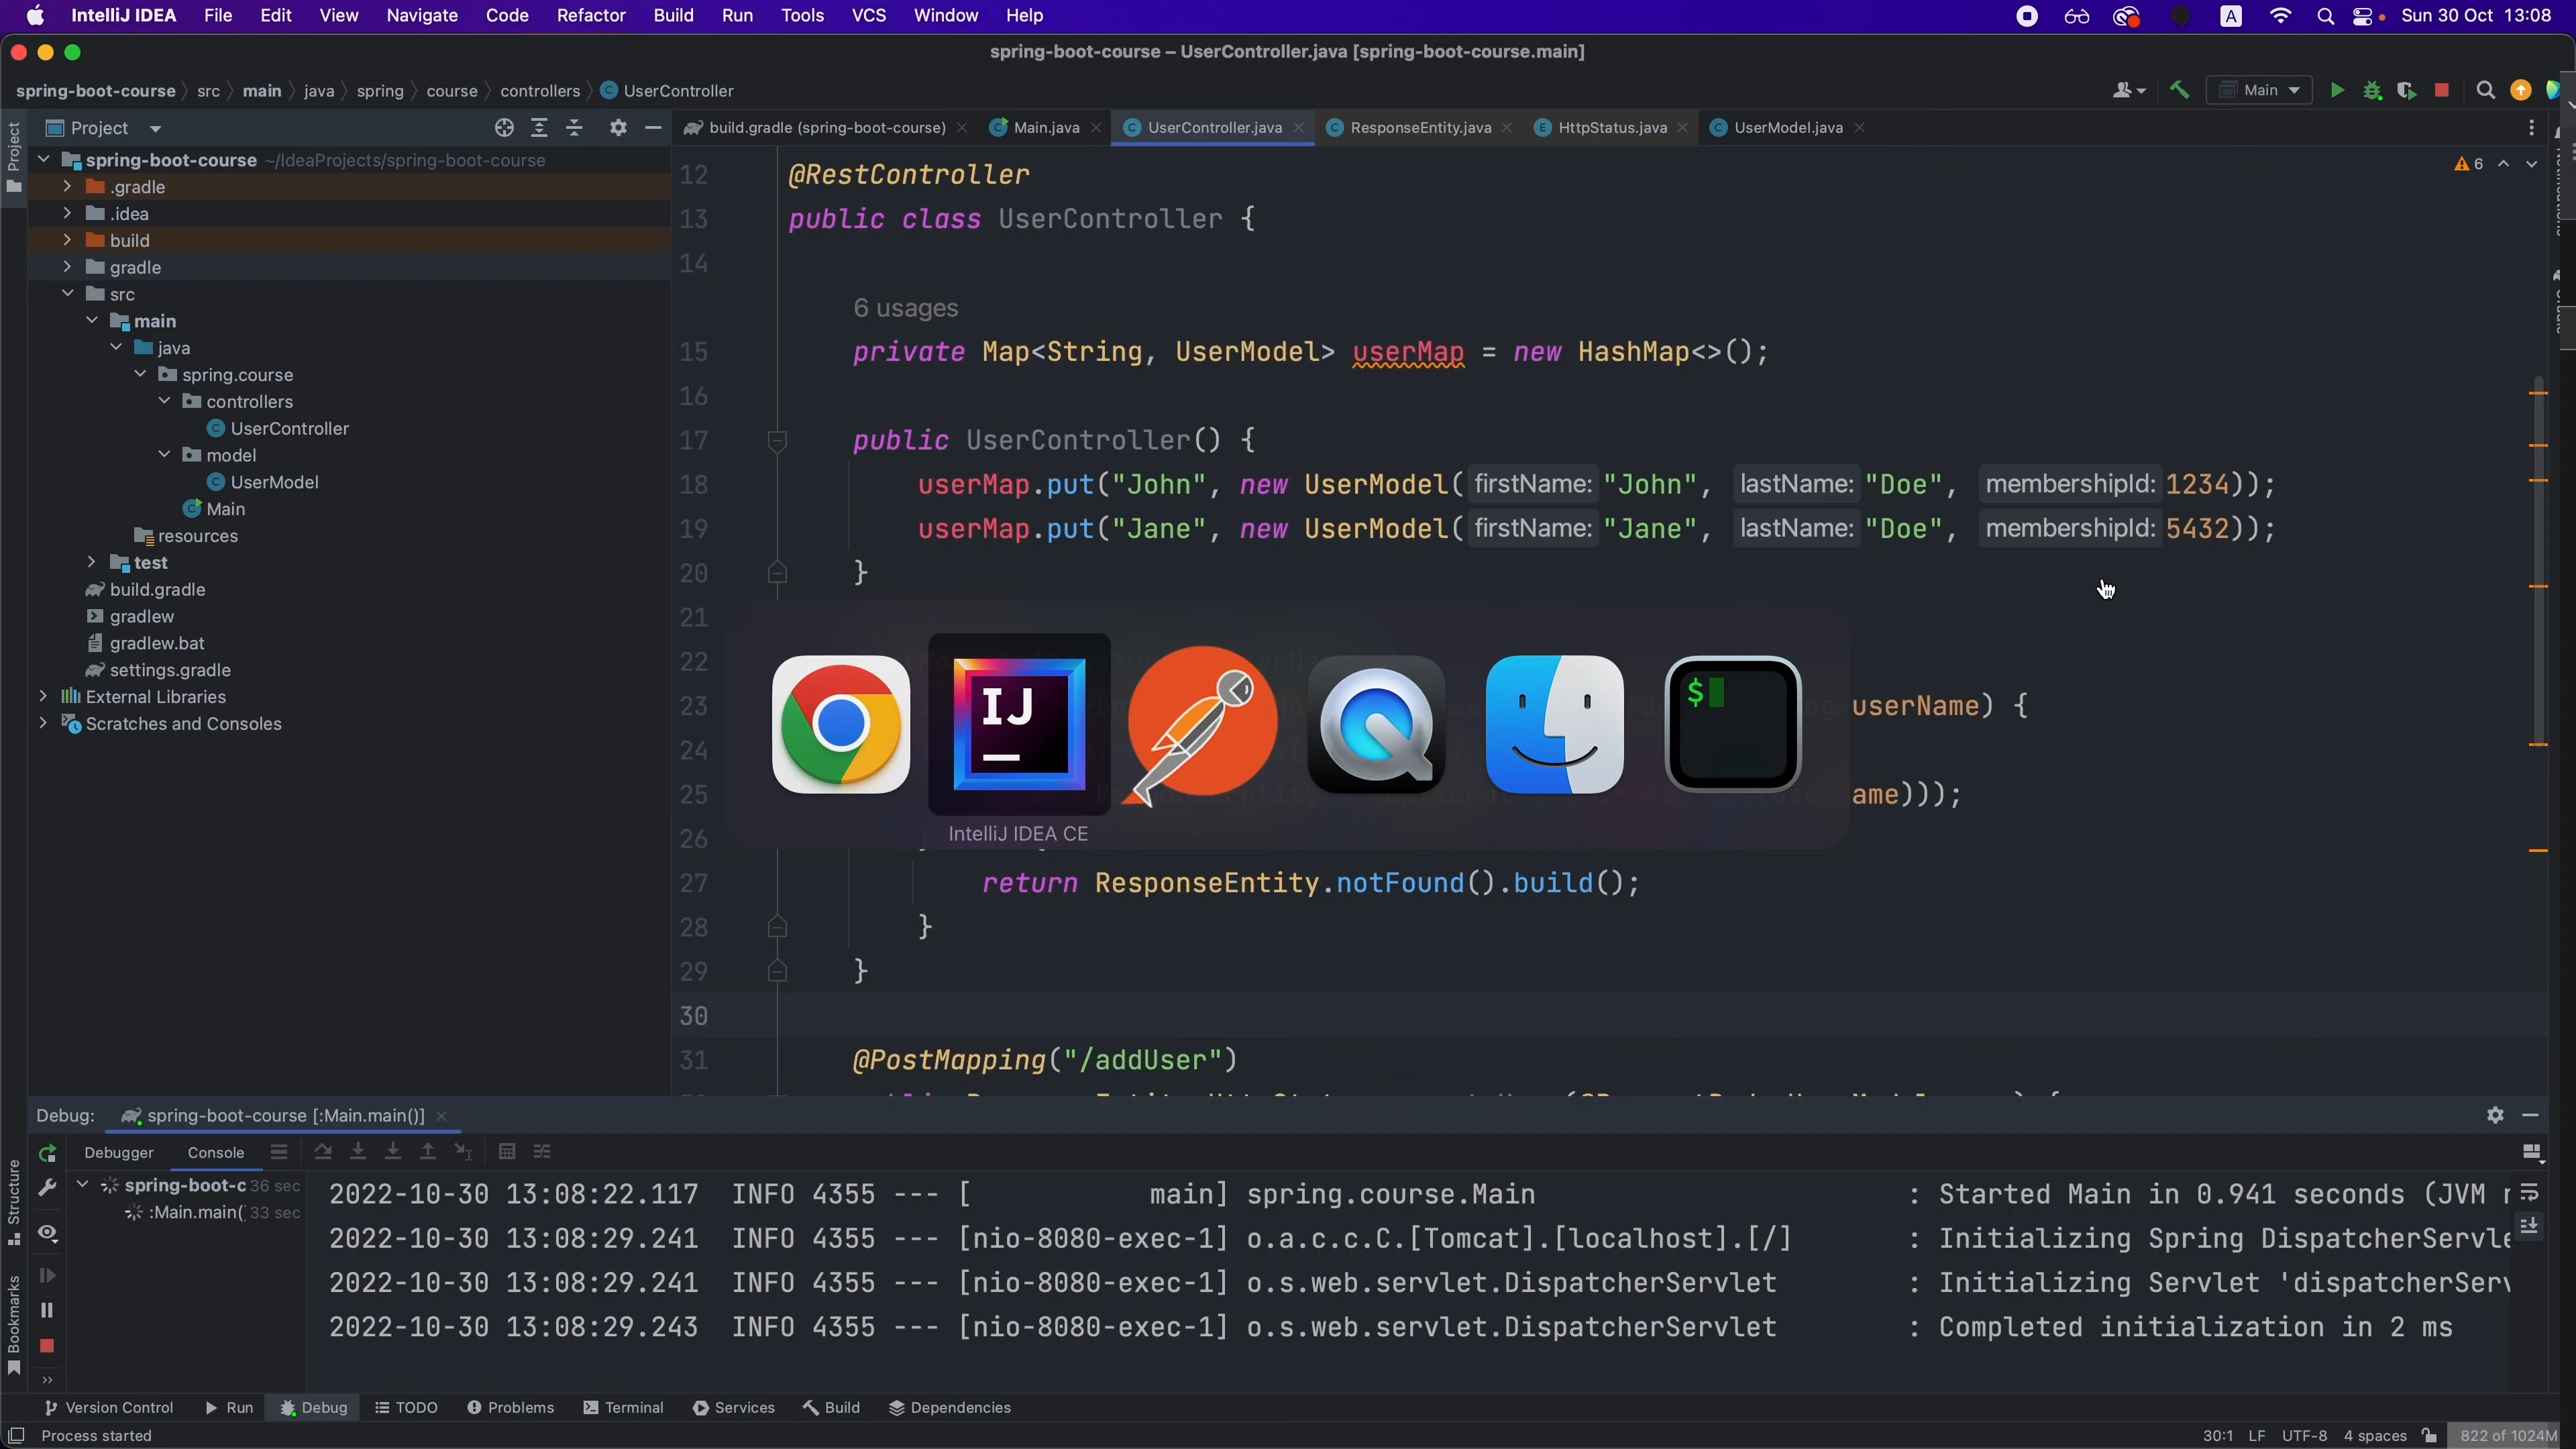 IntelliJ IDEA File Edit View Navigate Code Refactor Build Run Tools VCS Window Help A Sun 30 Oct 13:08
spring-boot-course – UserController.java [spring-boot-course.main]
spring-boot-course src main java spring course controllers UserController Main
Project build.gradle (spring-boot-course) Main.java UserController.java ResponseEntity.java HttpStatus.java UserModel.java
Project
spring-boot-course ~/IdeaProjects/spring-boot-course
.gradle
.idea
build
gradle
src
main
java
spring.course
controllers
UserController
model
UserModel
Main
resources
test
build.gradle
gradlew
gradlew.bat
settings.gradle
External Libraries
Scratches and Consoles
6
12 @RestController
13 public class UserController {
14
6 usages
15 private Map<String, UserModel> userMap = new HashMap<>();
16
17 public UserController() {
18 userMap.put("John", new UserModel( firstName: "John", lastName: "Doe", membershipId: 1234));
19 userMap.put("Jane", new UserModel( firstName: "Jane", lastName: "Doe", membershipId: 5432));
20 }
21
22
23 userName) {
24
25 ame)));
26
IJ
$
IntelliJ IDEA CE
27 return ResponseEntity.notFound().build();
28 }
29 }
30
31 @PostMapping("/addUser")
Debug: spring-boot-course [:Main.main()]
Debugger Console
spring-boot-c 36 sec
:Main.main( 33 sec
2022-10-30 13:08:22.117 INFO 4355 --- [ main] spring.course.Main : Started Main in 0.941 seconds (JVM
2022-10-30 13:08:29.241 INFO 4355 --- [nio-8080-exec-1] o.a.c.c.C.[Tomcat].[localhost].[/] : Initializing Spring DispatcherServle
2022-10-30 13:08:29.241 INFO 4355 --- [nio-8080-exec-1] o.s.web.servlet.DispatcherServlet : Initializing Servlet 'dispatcherServ
2022-10-30 13:08:29.243 INFO 4355 --- [nio-8080-exec-1] o.s.web.servlet.DispatcherServlet : Completed initialization in 2 ms
Structure
Bookmarks
Version Control Run Debug TODO Problems Terminal Services Build Dependencies
Process started 30:1 LF UTF-8 4 spaces 822 of 1024M